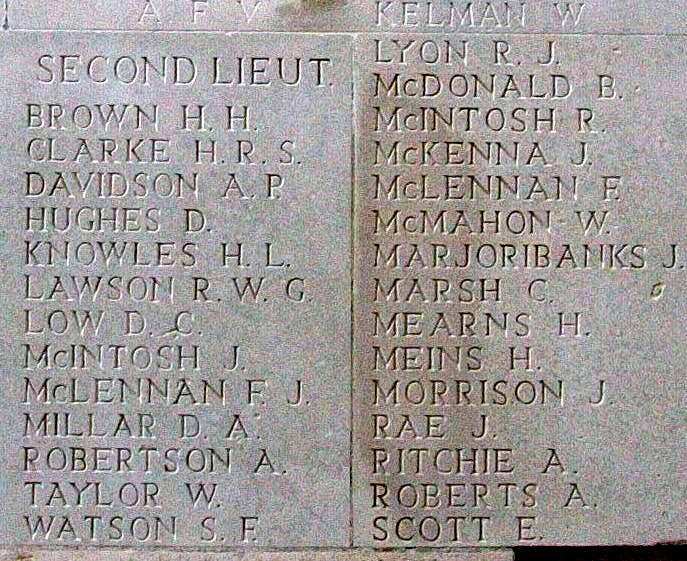 A. F. V
SECOND LIEUT.
BROWN H. H.
CLARKE H. R. S.
DAVIDSON A. P.
HUGHES D.
KNOWLES H. L.
LAWSON R. W. G.
LOW D. C.
McINTOSH J.
McLENNAN F. J.
MILLAR D. A.
ROBERTSON A.
TAYLOR W.
WATSON S. F.
KELMAN W
LYON R. J.
McDONALD B.
McINTOSH R.
McKENNA J.
McLENNAN F.
McMAHON W.
MARJORIBANKS J.
MARSH C.
MEARNS H.
MEINS H.
MORRISON J.
RAE J.
RITCHIE A.
ROBERTS A.
SCOTT E.